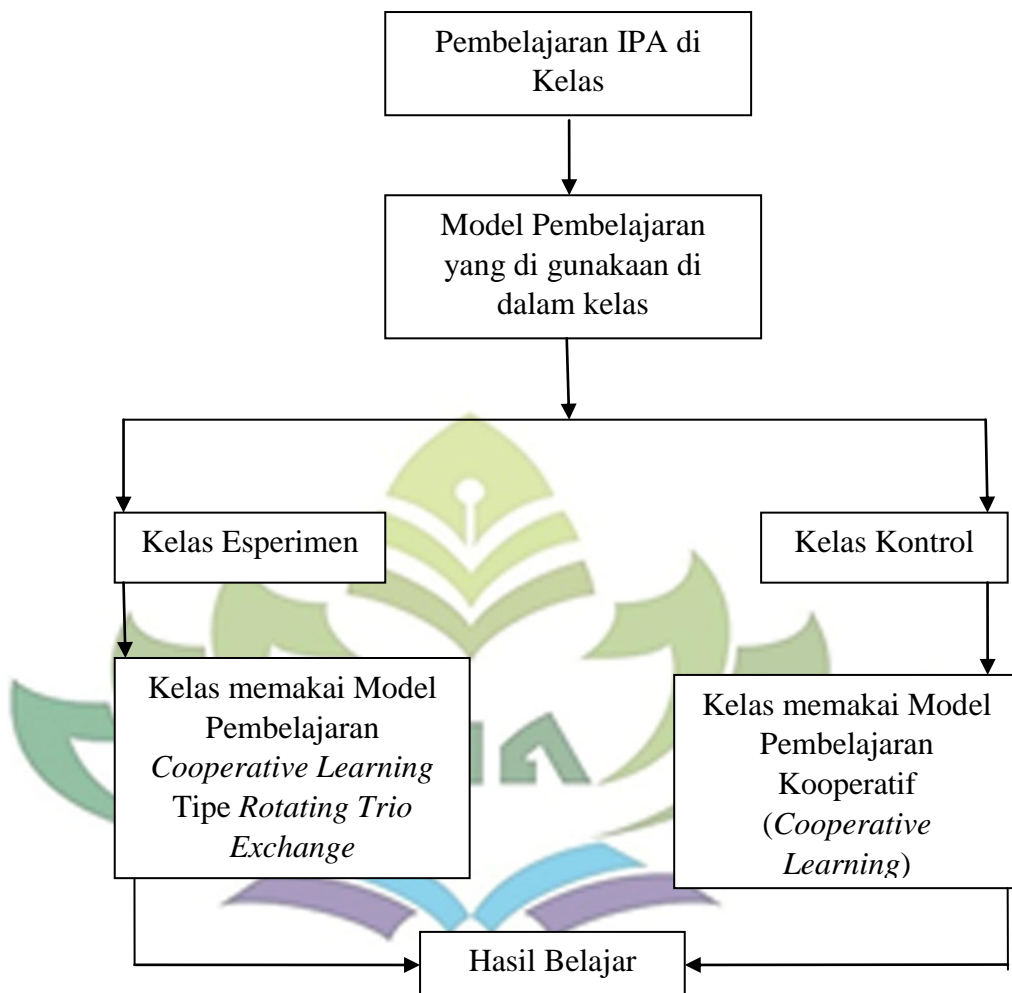 Pembelajaran IPA di
Kelas
Model Pembelajaran
yang di gunakaan di
dalam kelas
Kelas Esperimen
Kelas Kontrol
Kelas memakai Model
Pembelajaran
Cooperative Learning
Tipe Rotating Trio
Exchange
Kelas memakai Model
Pembelajaran
Kooperatif
(Cooperative
Learning)
Hasil Belajar